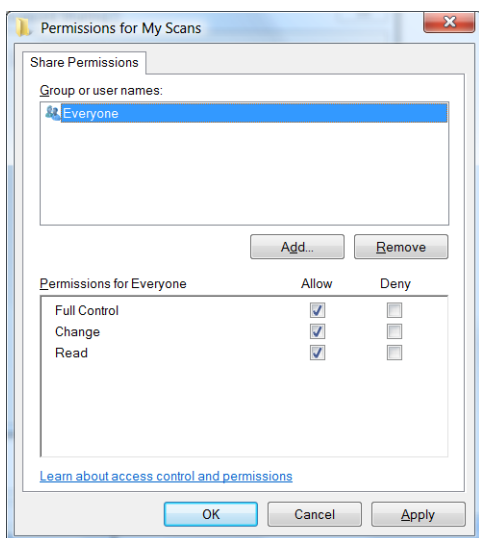 Permissions for My Scans
Share Permissions
Group or user names:
Everyone
Add... Remove
Permissions for Everyone Allow Deny
Full Control
Change
Read
Learn about access control and permissions
OK Cancel Apply